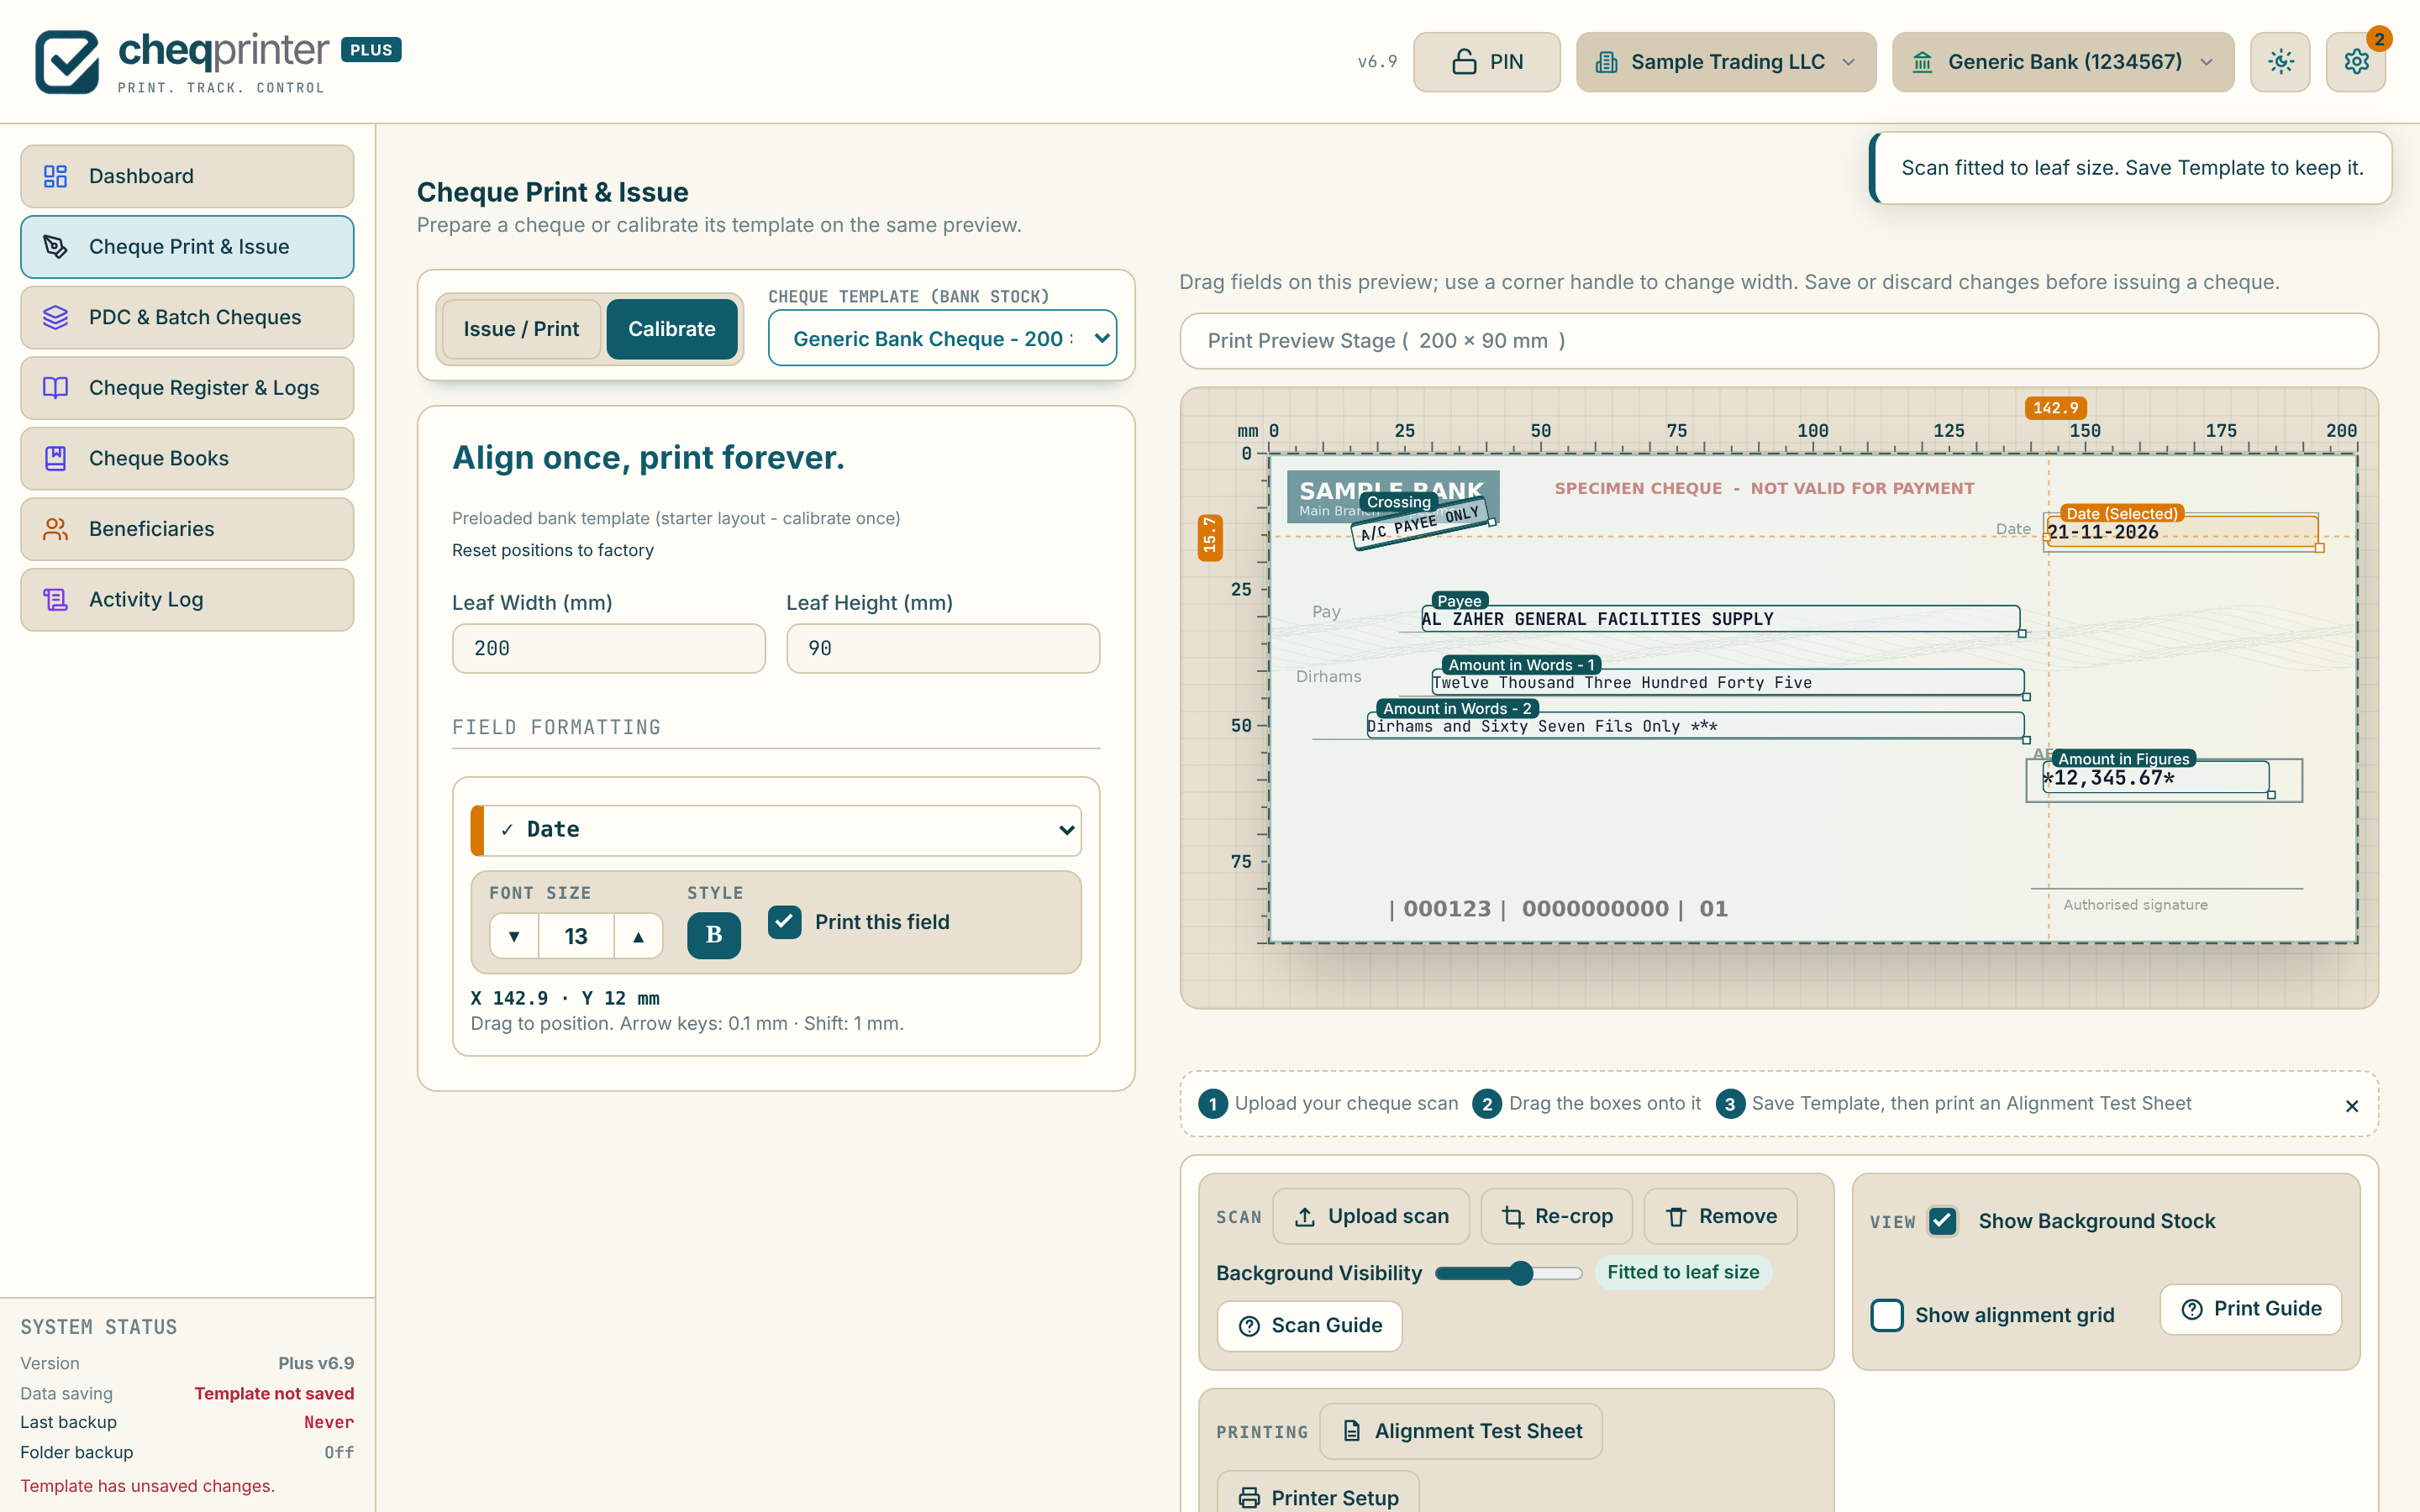 cheqprinter PLUS
PRINT. TRACK. CONTROL
v6.9
PIN
Sample Trading LLC
Generic Bank (1234567)
2
Dashboard
Cheque Print & Issue
PDC & Batch Cheques
Cheque Register & Logs
Cheque Books
Beneficiaries
Activity Log
SYSTEM STATUS
Version Plus v6.9
Data saving Template not saved
Last backup Never
Folder backup Off
Template has unsaved changes.
Scan fitted to leaf size. Save Template to keep it.
Cheque Print & Issue
Prepare a cheque or calibrate its template on the same preview.
Issue / Print
Calibrate
CHEQUE TEMPLATE (BANK STOCK)
Generic Bank Cheque - 200
Align once, print forever.
Preloaded bank template (starter layout - calibrate once)
Reset positions to factory
Leaf Width (mm)
Leaf Height (mm)
200
90
FIELD FORMATTING
✓ Date
FONT SIZE
STYLE
▼ 13 ▲
B
Print this field
X 142.9 · Y 12 mm
Drag to position. Arrow keys: 0.1 mm · Shift: 1 mm.
Drag fields on this preview; use a corner handle to change width. Save or discard changes before issuing a cheque.
Print Preview Stage ( 200 × 90 mm )
142.9
mm 0 25 50 75 100 125 150 175 200
0
15.7
25
50
75
SAMPLE BANK
Crossing
A/C PAYEE ONLY
SPECIMEN CHEQUE - NOT VALID FOR PAYMENT
Date
Date (Selected)
21-11-2026
Pay
Payee
AL ZAHER GENERAL FACILITIES SUPPLY
Dirhams
Amount in Words - 1
Twelve Thousand Three Hundred Forty Five
Amount in Words - 2
Dirhams and Sixty Seven Fils Only ***
Amount in Figures
*12,345.67*
| 000123 | 0000000000 | 01
Authorised signature
1 Upload your cheque scan 2 Drag the boxes onto it 3 Save Template, then print an Alignment Test Sheet
SCAN
Upload scan
Re-crop
Remove
Background Visibility
Fitted to leaf size
Scan Guide
VIEW
Show Background Stock
Show alignment grid
Print Guide
PRINTING
Alignment Test Sheet
Printer Setup